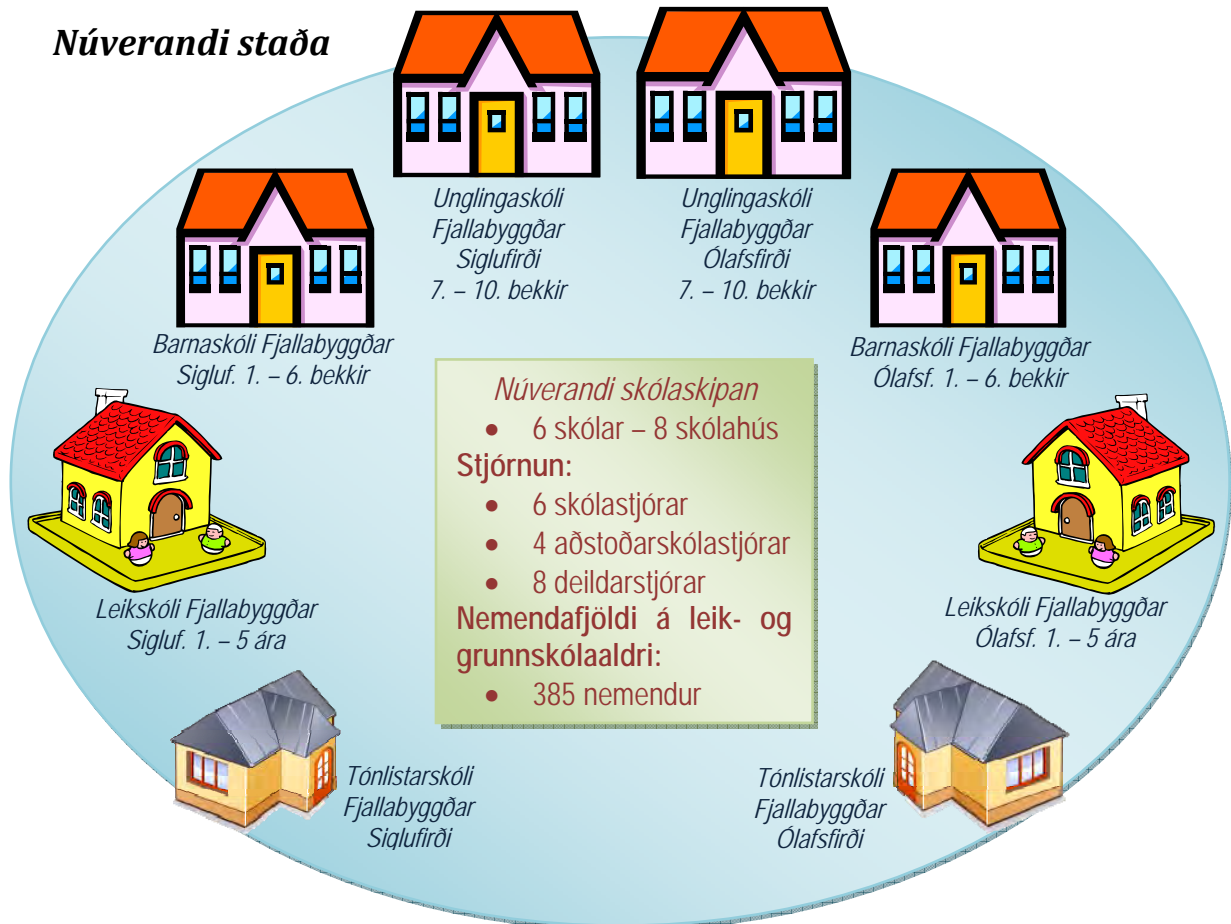 Núverandi staða
Unglingaskóli
Fjallabyggðar
Siglufirði
7. – 10. bekkir
Unglingaskóli
Fjallabyggðar
Ólafsfirði
7. – 10. bekkir
Barnaskóli Fjallabyggðar
Sigluf. 1. – 6. bekkir
Barnaskóli Fjallabyggðar
Ólafsf. 1. – 6. bekkir
Núverandi skólaskipan
• 6 skólar – 8 skólahús
Stjórnun:
• 6 skólastjórar
• 4 aðstoðarskólastjórar
• 8 deildarstjórar
Nemendafjöldi á leik- og
grunnskólaaldri:
• 385 nemendur
Leikskóli Fjallabyggðar
Sigluf. 1. – 5 ára
Leikskóli Fjallabyggðar
Ólafsf. 1. – 5 ára
Tónlistarskóli
Fjallabyggðar
Siglufirði
Tónlistarskóli
Fjallabyggðar
Ólafsfirði